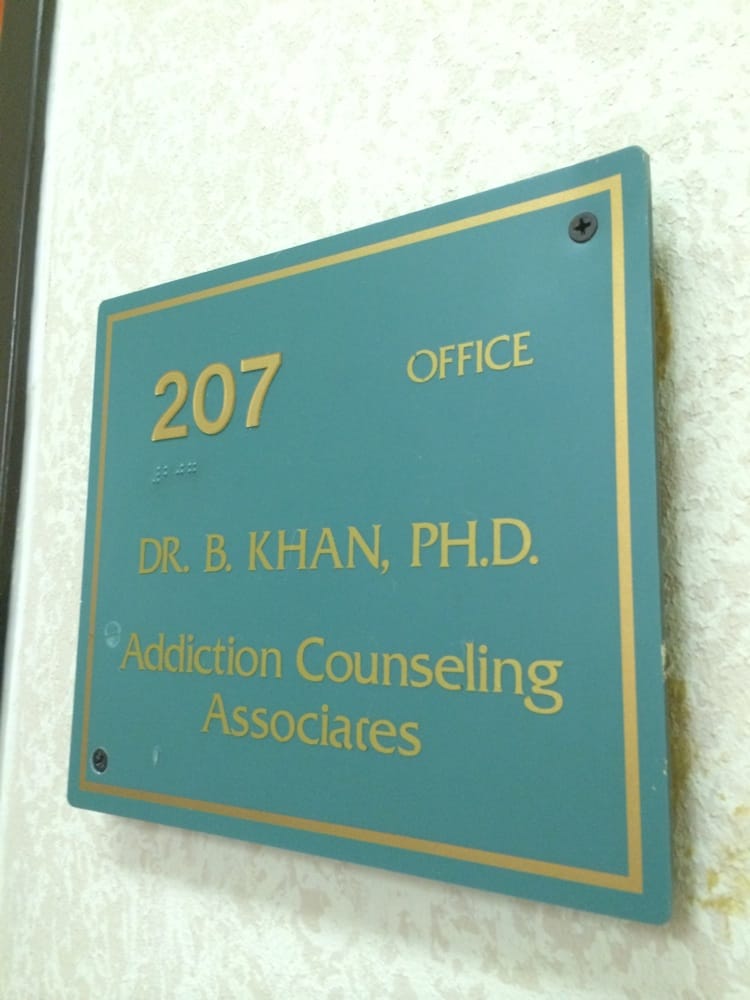 207 OFFICE
DR. B. KHAN, PH.D.
Addiction Counseling
Associates